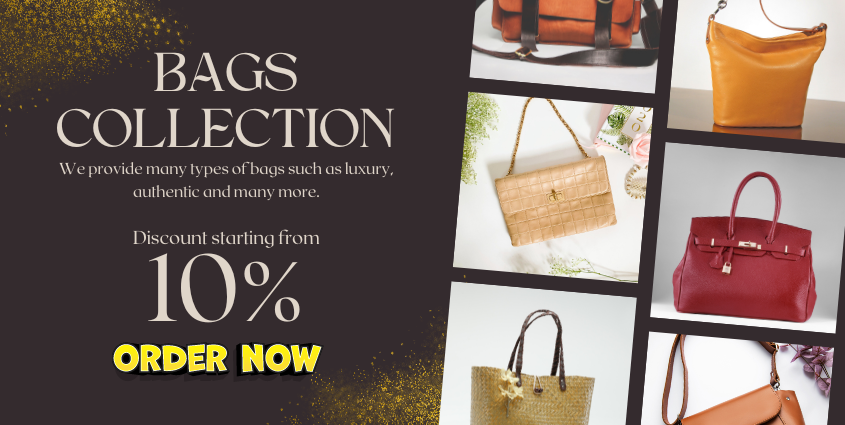 BAGS
COLLECTION
We provide many types of bags such as luxury,
authentic and many more.
Discount starting from
10%
ORDER NOW